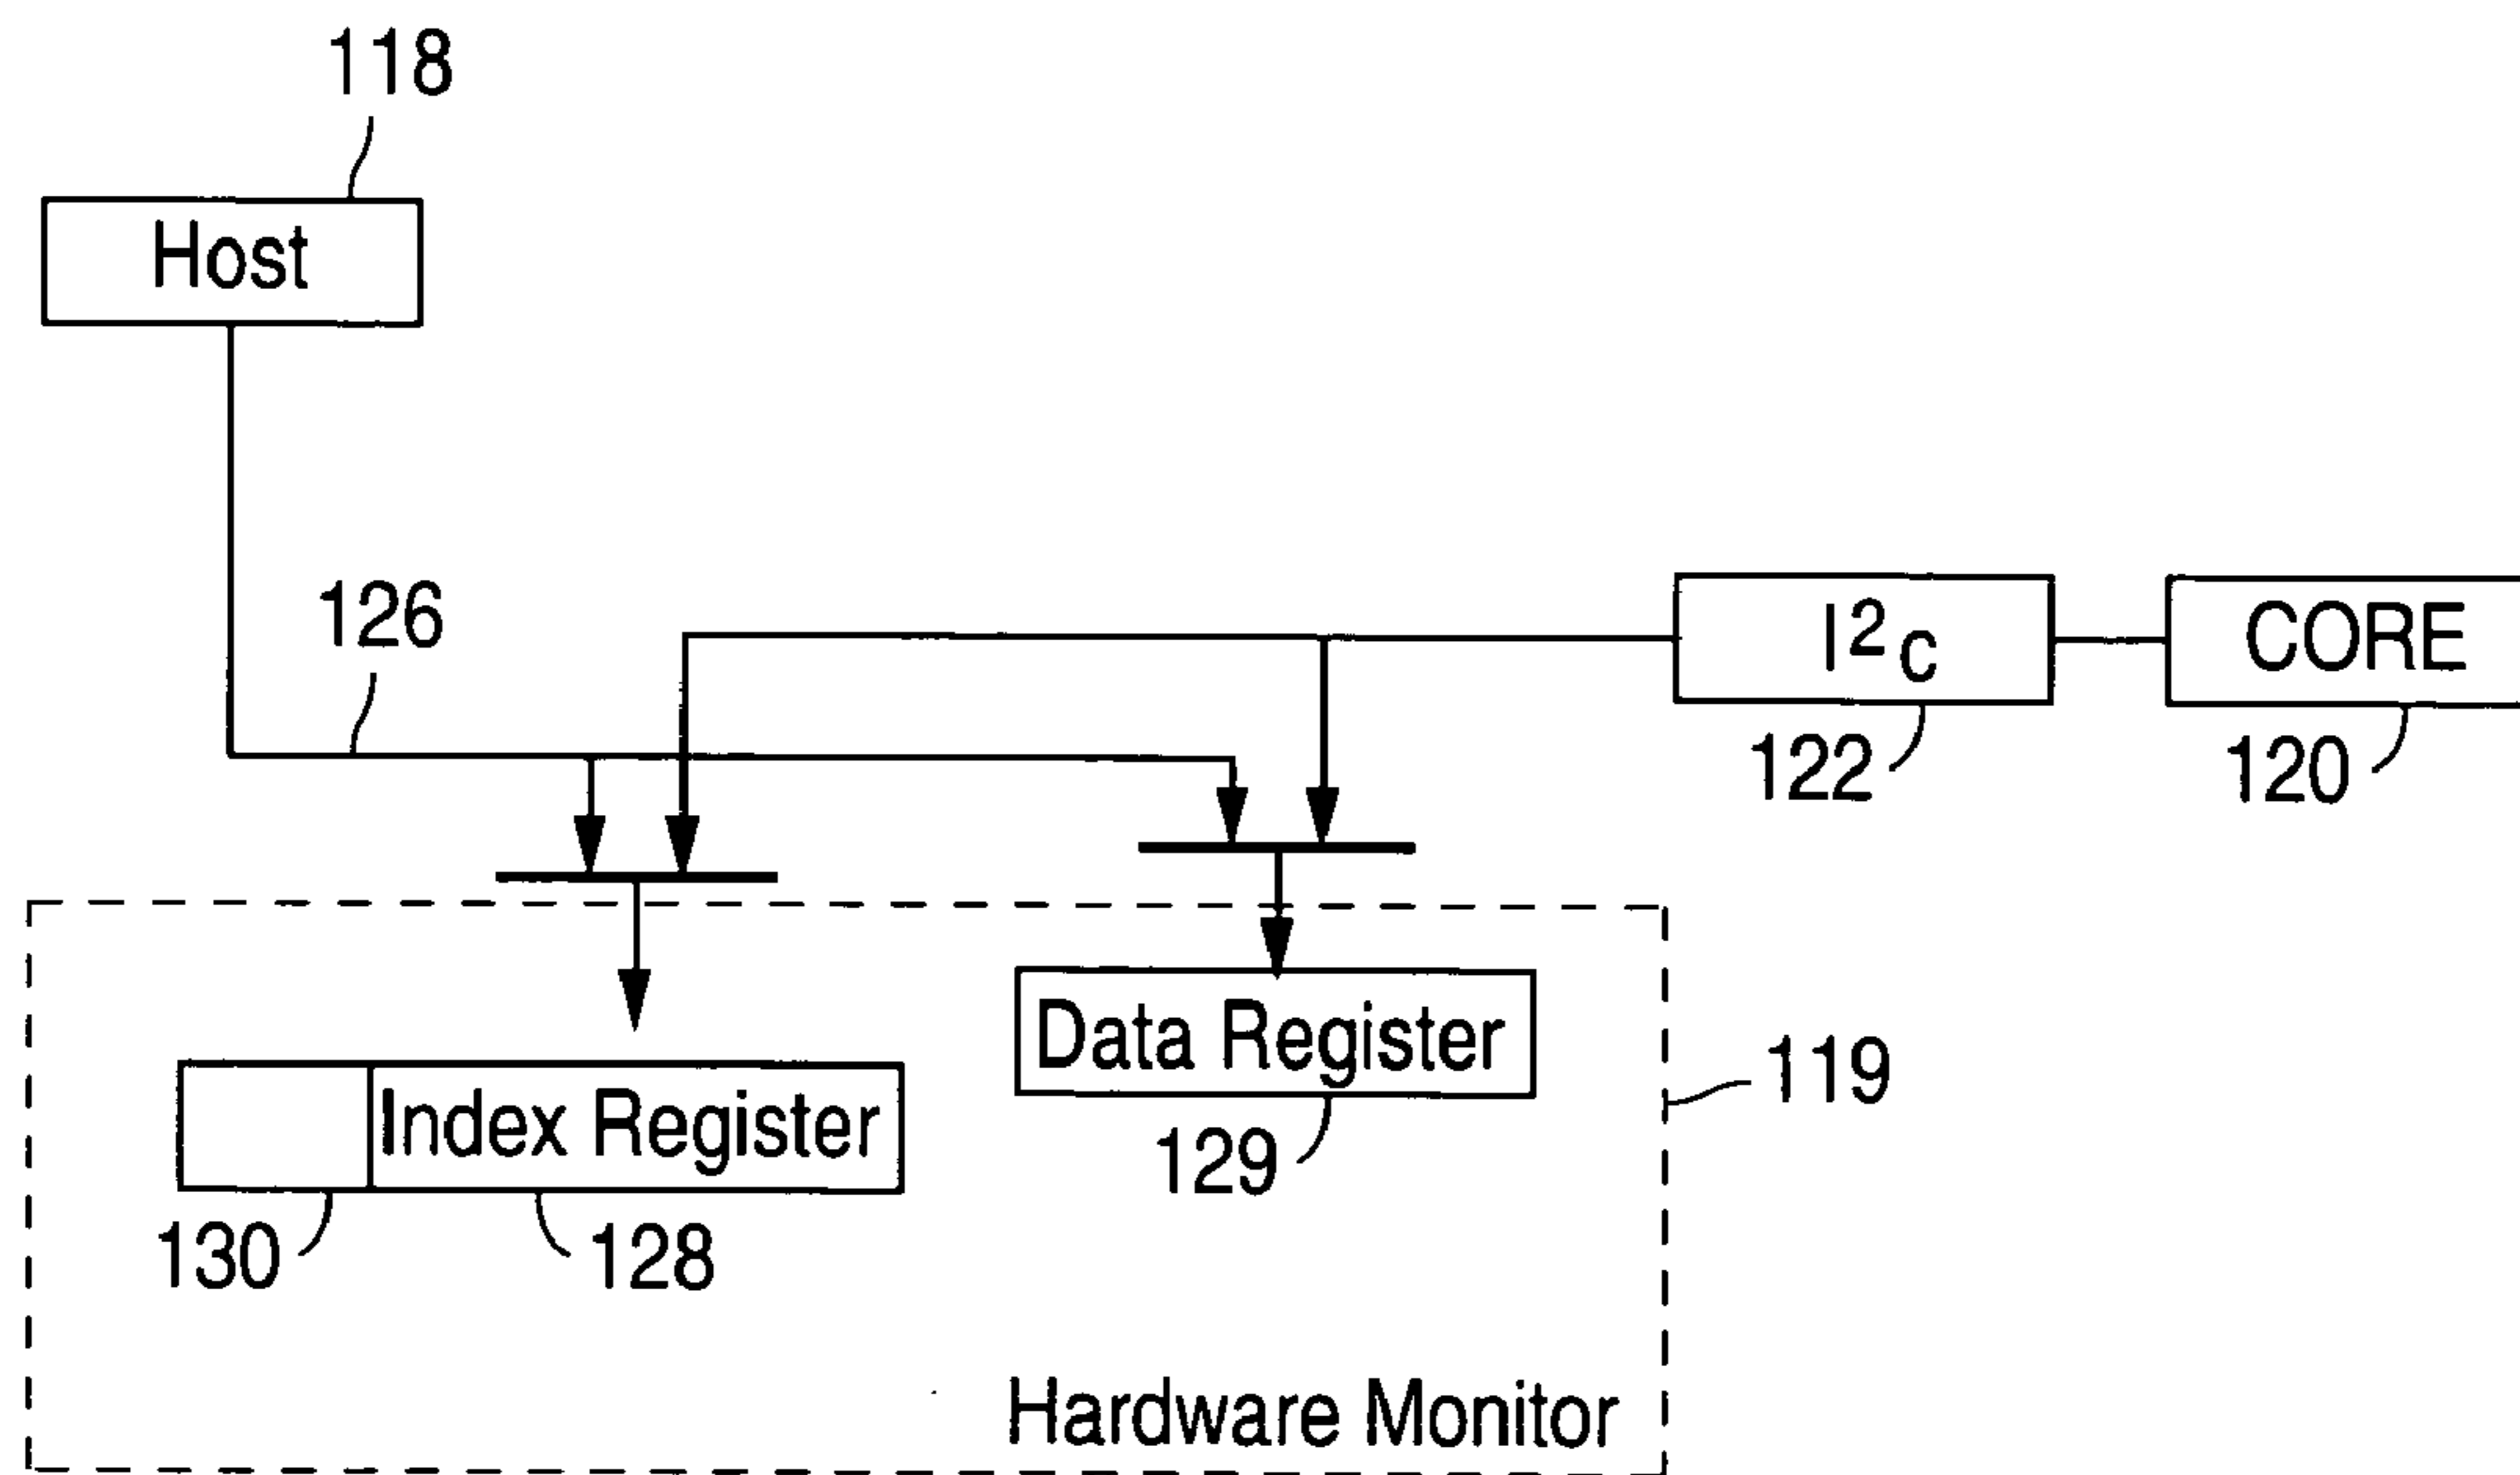 118
Host
126
I²c
CORE
122
120
Data Register
119
Index Register
129
130
128
Hardware Monitor